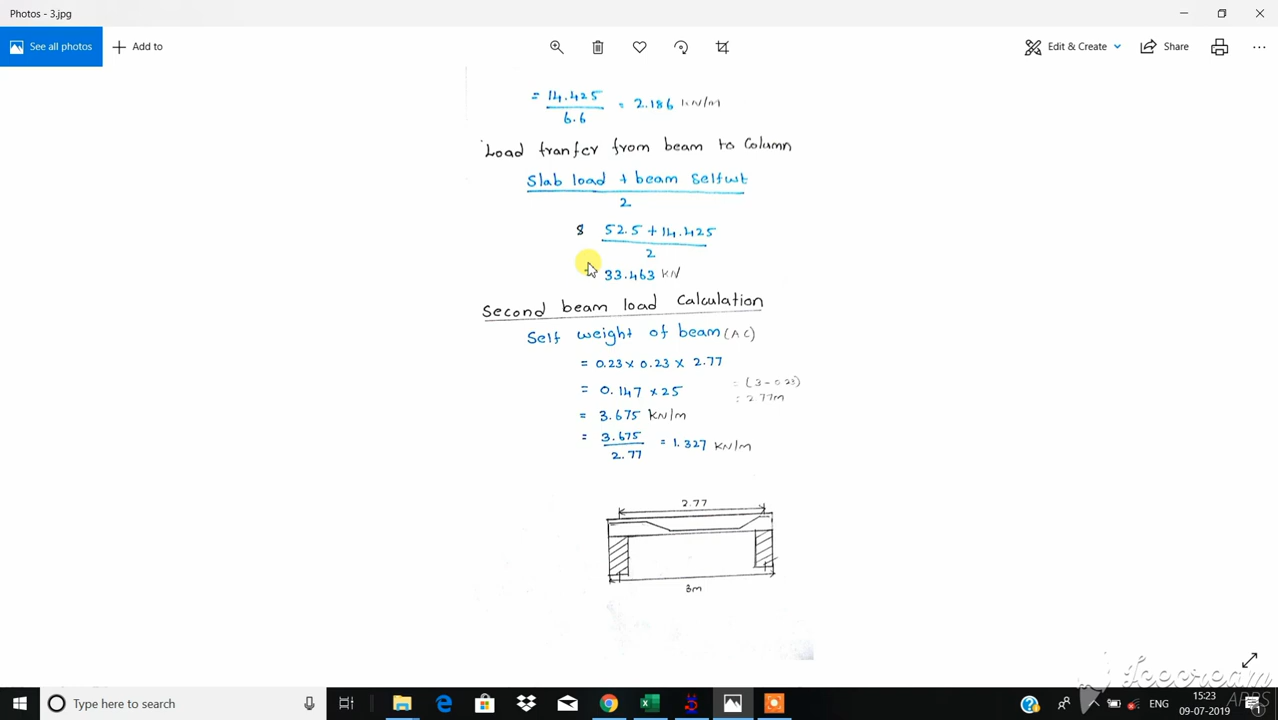 Photos - 3.jpg
See all photos
Add to
Edit & Create
Share
= 14.425 / 6.6 = 2.186 KN/M
Load tranfer from beam to Column
Slab load + beam Selfwt
2
8 52.5 + 14.425
2
33.463 KN
Second beam load Calculation
Self weight of beam (AC)
= 0.23 x 0.23 x 2.77
= 0.147 x 25
= (3 - 0.23)
= 2.77m
= 3.675 KN/m
= 3.675 / 2.77 = 1.327 KN/m
2.77
3m
Icecream
APPS
Type here to search
ENG
15:23
09-07-2019